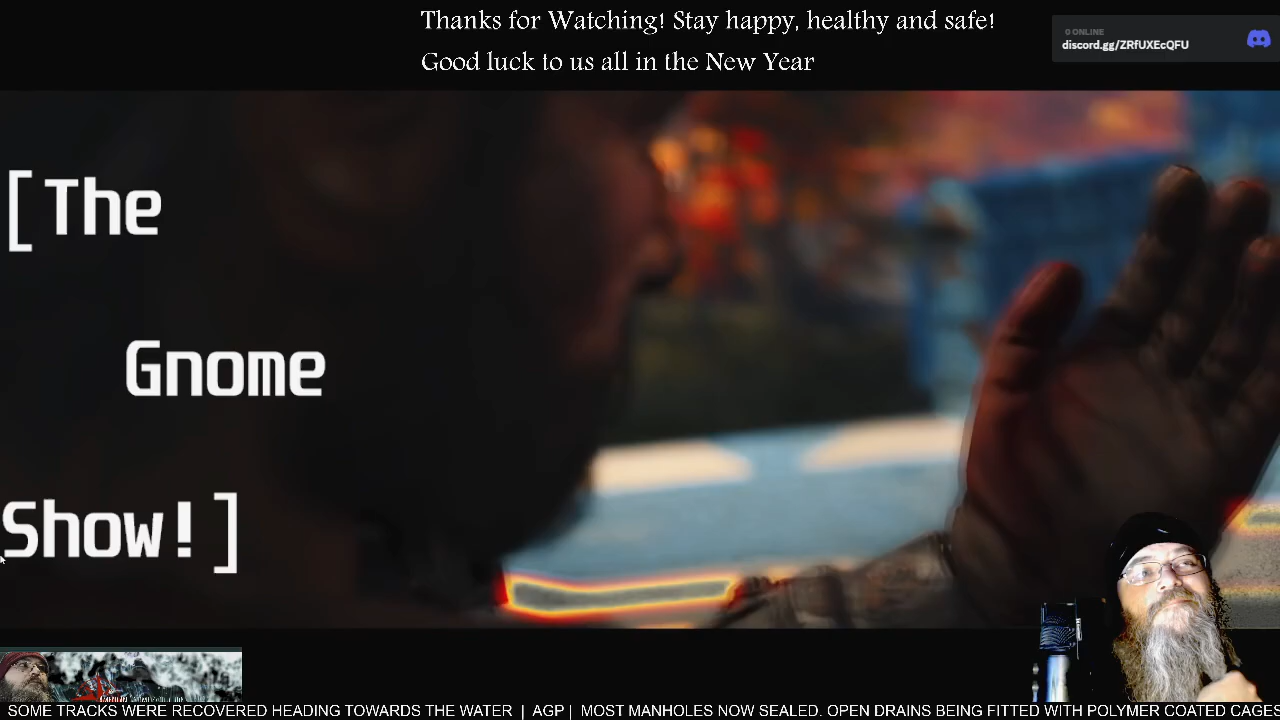 Thanks for Watching! Stay happy, healthy and safe!
Good luck to us all in the New Year
0 ONLINE
discord.gg/ZRfUXEcQFU
[The
Gnome
Show!]
SOME TRACKS WERE RECOVERED HEADING TOWARDS THE WATER | AGP | MOST MANHOLES NOW SEALED. OPEN DRAINS BEING FITTED WITH POLYMER COATED CAGES